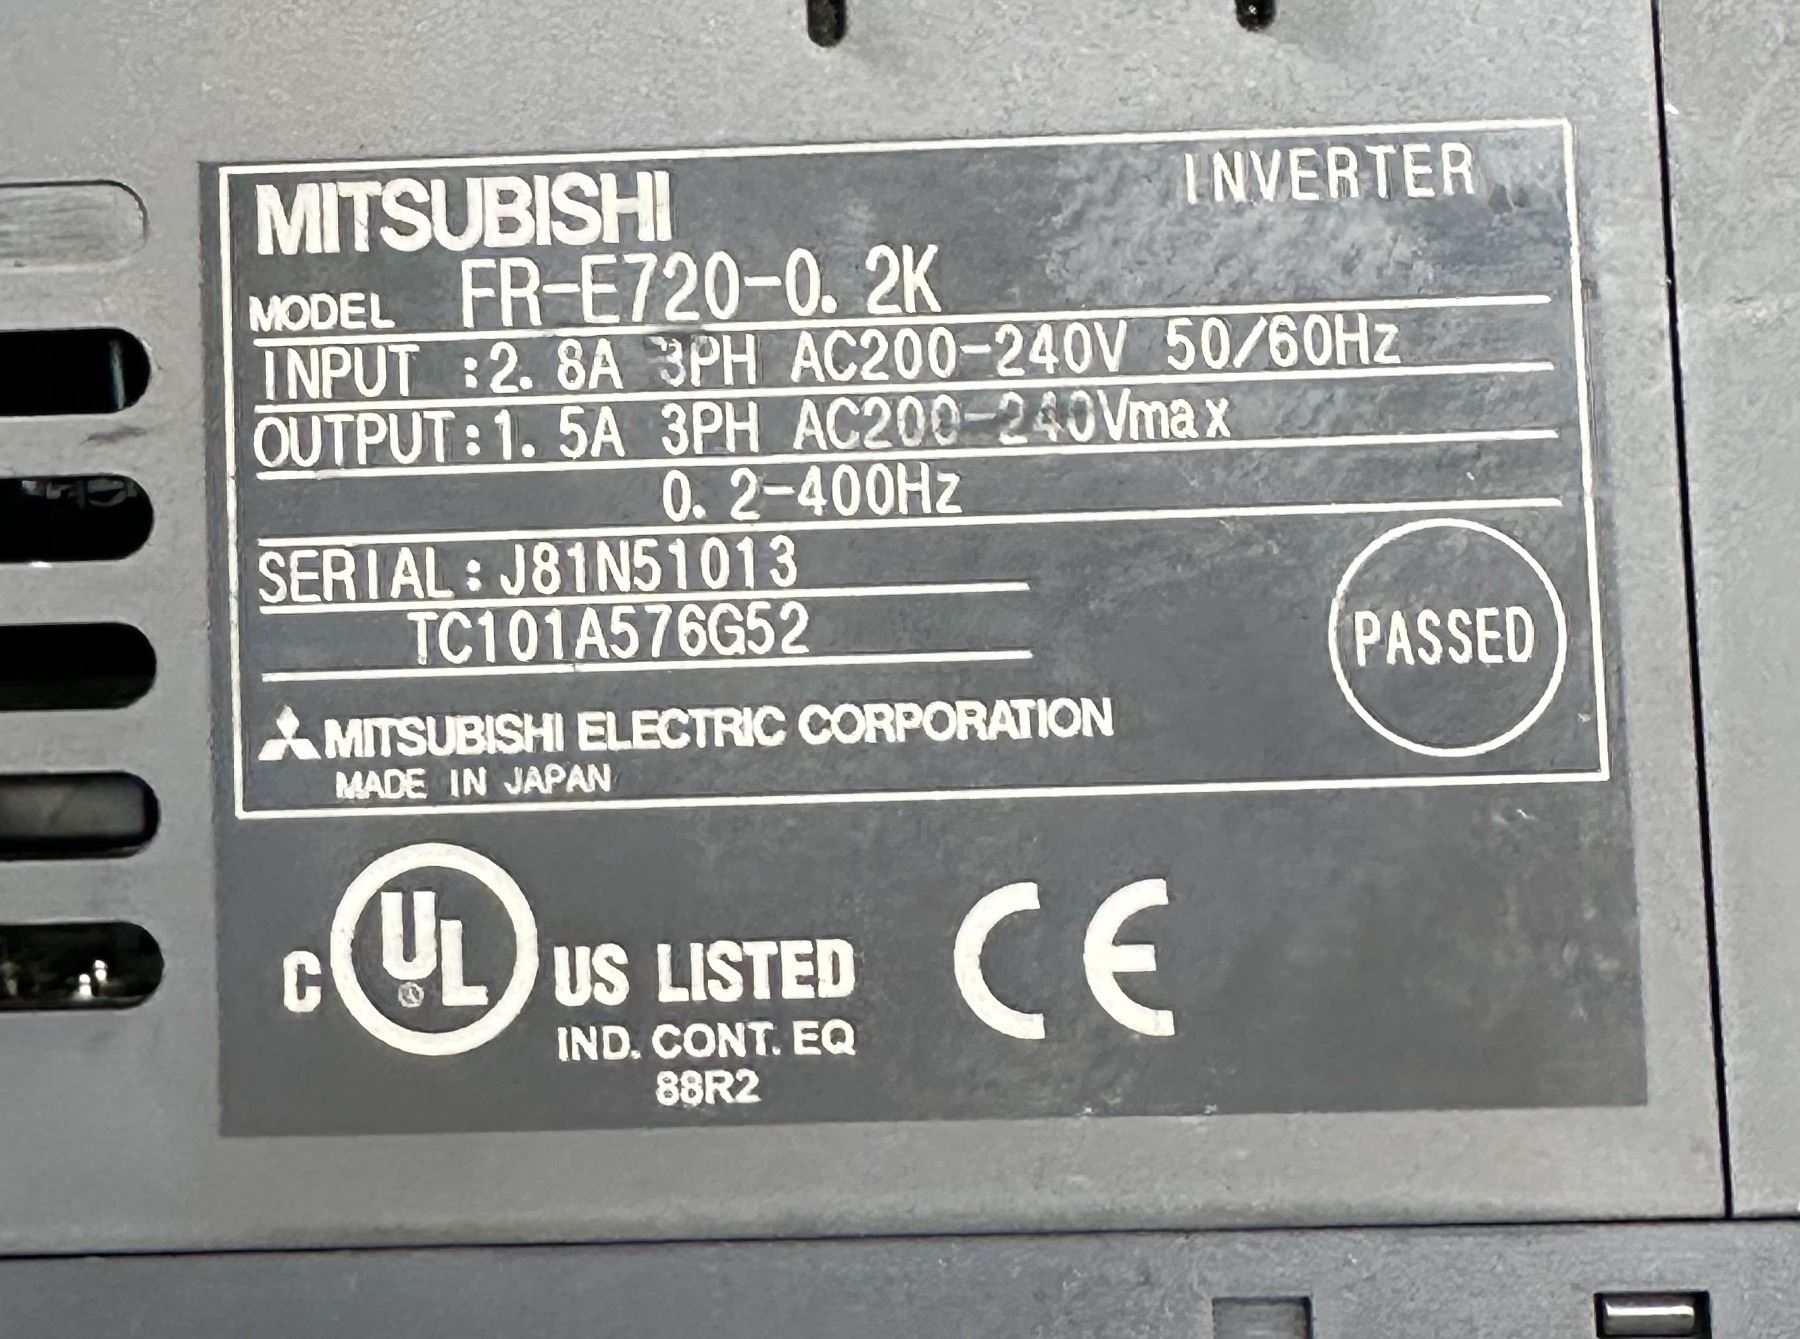 MITSUBISHI INVERTER
MODEL FR-E720-0.2K
INPUT :2.8A 3PH AC200-240V 50/60Hz
OUTPUT:1.5A 3PH AC200-240Vmax
0.2-400Hz
SERIAL:J81N51013
TC101A576G52
PASSED
MITSUBISHI ELECTRIC CORPORATION
MADE IN JAPAN
C UL® US LISTED
IND. CONT. EQ
88R2
CE